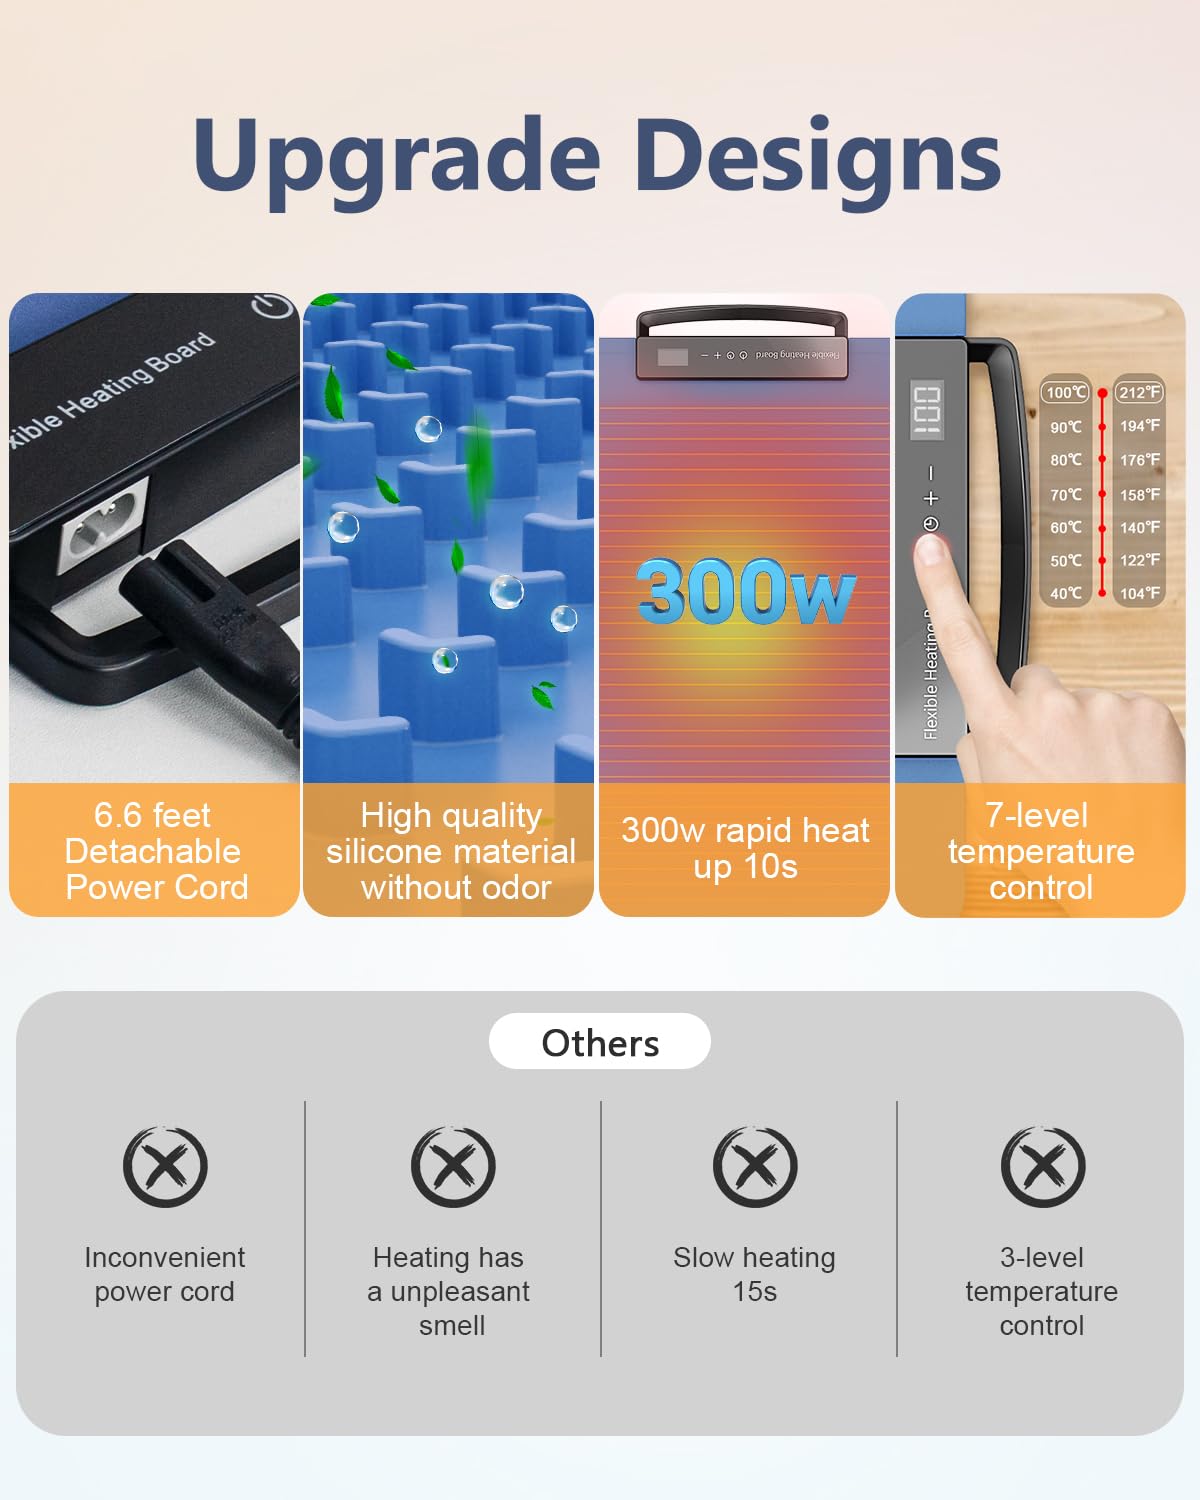 Upgrade Designs
xible Heating Board
6.6 feet
Detachable
Power Cord
High quality
silicone material
without odor
Flexible Heating Board
300w
300w rapid heat
up 10s
100
Flexible Heating B
100℃ 212℉
90℃ 194℉
80℃ 176℉
70℃ 158℉
60℃ 140℉
50℃ 122℉
40℃ 104℉
7-level
temperature
control
Others
Inconvenient
power cord
Heating has
a unpleasant
smell
Slow heating
15s
3-level
temperature
control